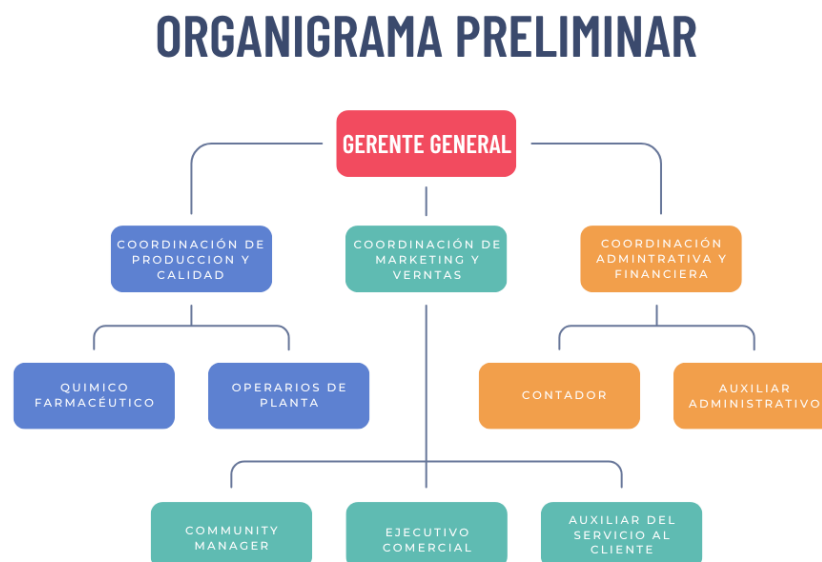 ORGANIGRAMA PRELIMINAR
GERENTE GENERAL
COORDINACIÓN DE
PRODUCCION Y
CALIDAD
COORDINACIÓN DE
MARKETING Y
VERNTAS
COORDINACIÓN
ADMINTRATIVA Y
FINANCIERA
QUIMICO
FARMACÉUTICO
OPERARIOS DE
PLANTA
CONTADOR
AUXILIAR
ADMINISTRATIVO
COMMUNITY
MANAGER
EJECUTIVO
COMERCIAL
AUXILIAR DEL
SERVICIO AL
CLIENTE